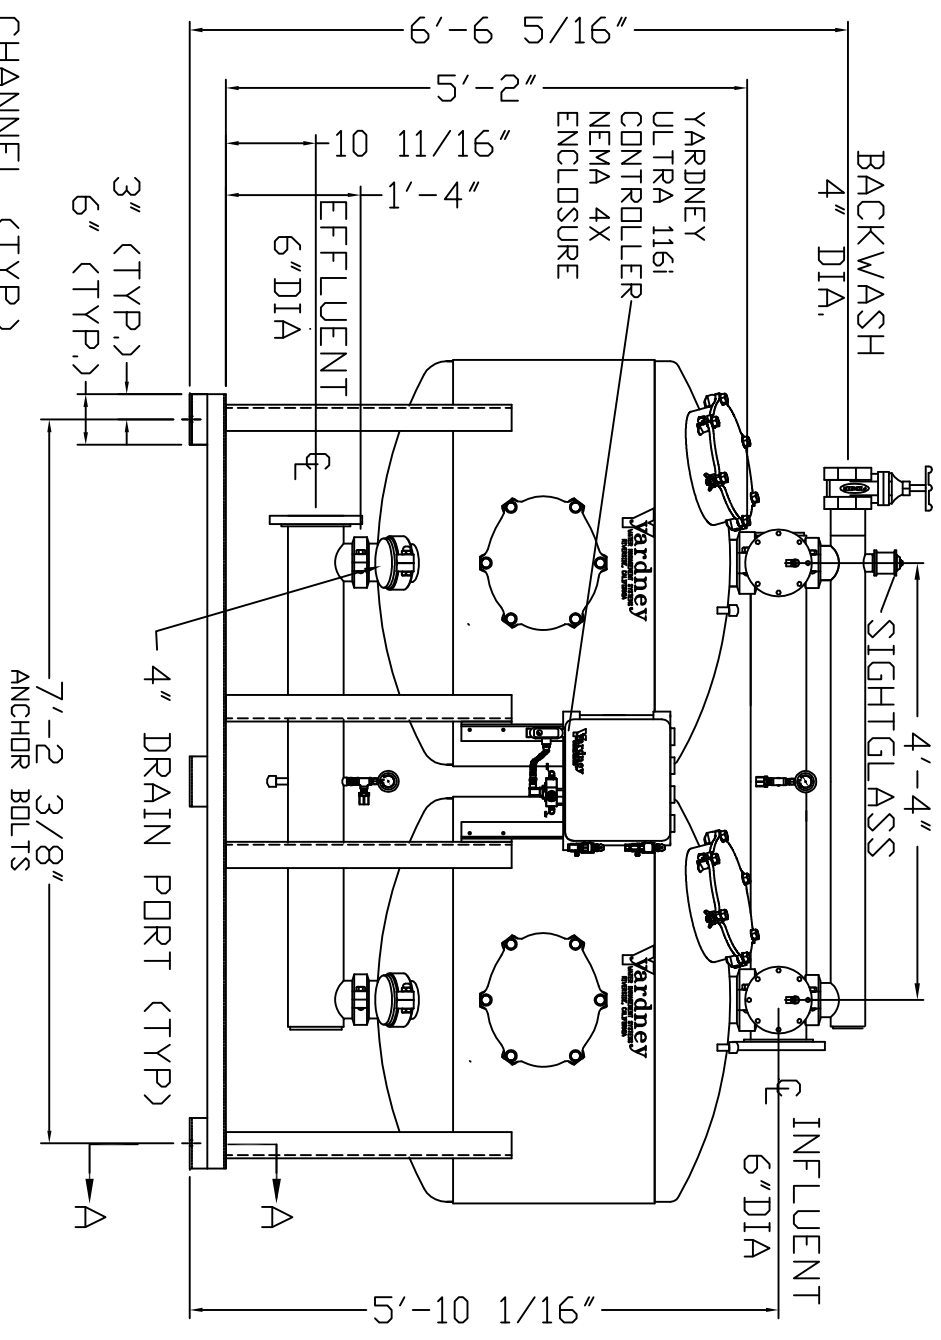 6'-6 5/16"
5'-2"
10 11/16"
1'-4"
YARDNEY
ULTRA 116i
CONTROLLER
NEMA 4X
ENCLOSURE
BACKWASH
4" DIA.
EFFLUENT
6"DIA
3" (TYP.)
6" (TYP.)
CHANNEL (TYP.)
SIGHTGLASS
4'-4"
yardney
yardney
yardney
4" DRAIN PORT (TYP)
7'-2 3/8"
ANCHOR BOLTS
A
A
INFLUENT
6"DIA
5'-10 1/16"